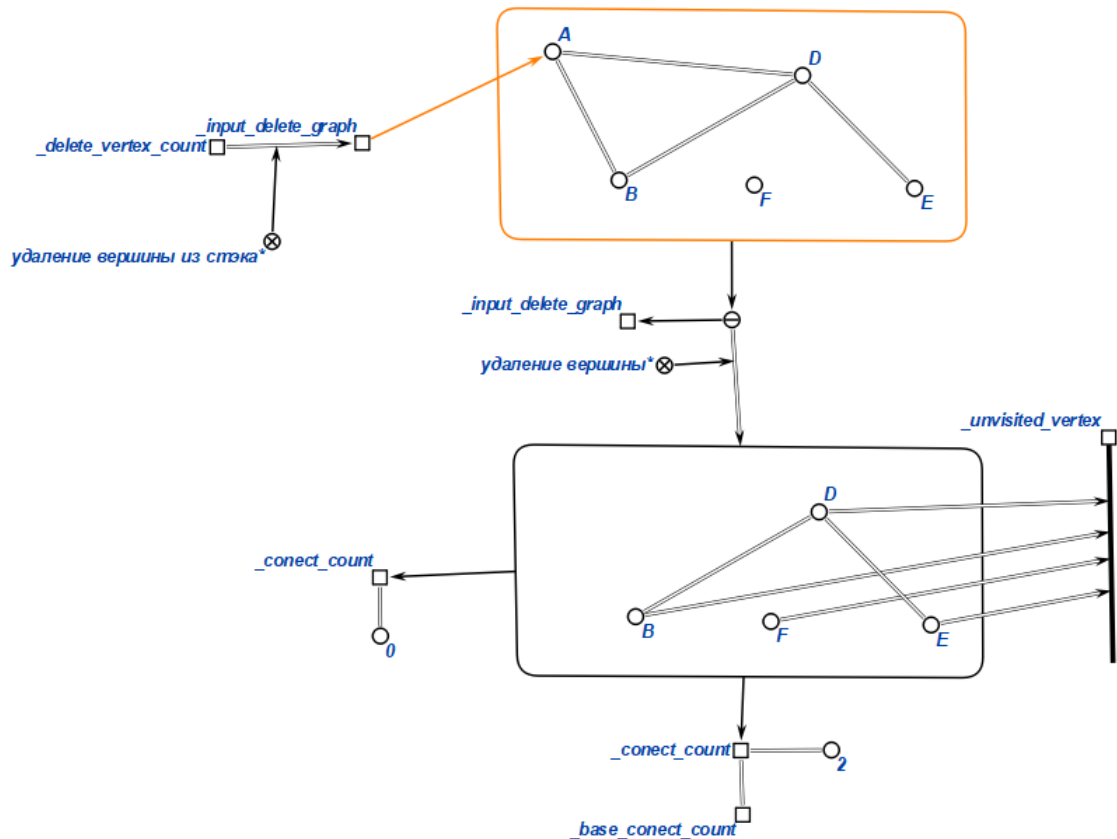 A
D
_input_delete_graph
_delete_vertex_count
B
F
E
удаление вершины из стэка*
_input_delete_graph
удаление вершины*
_unvisited_vertex
D
_conect_count
B
F
E
0
_conect_count
2
_base_conect_count